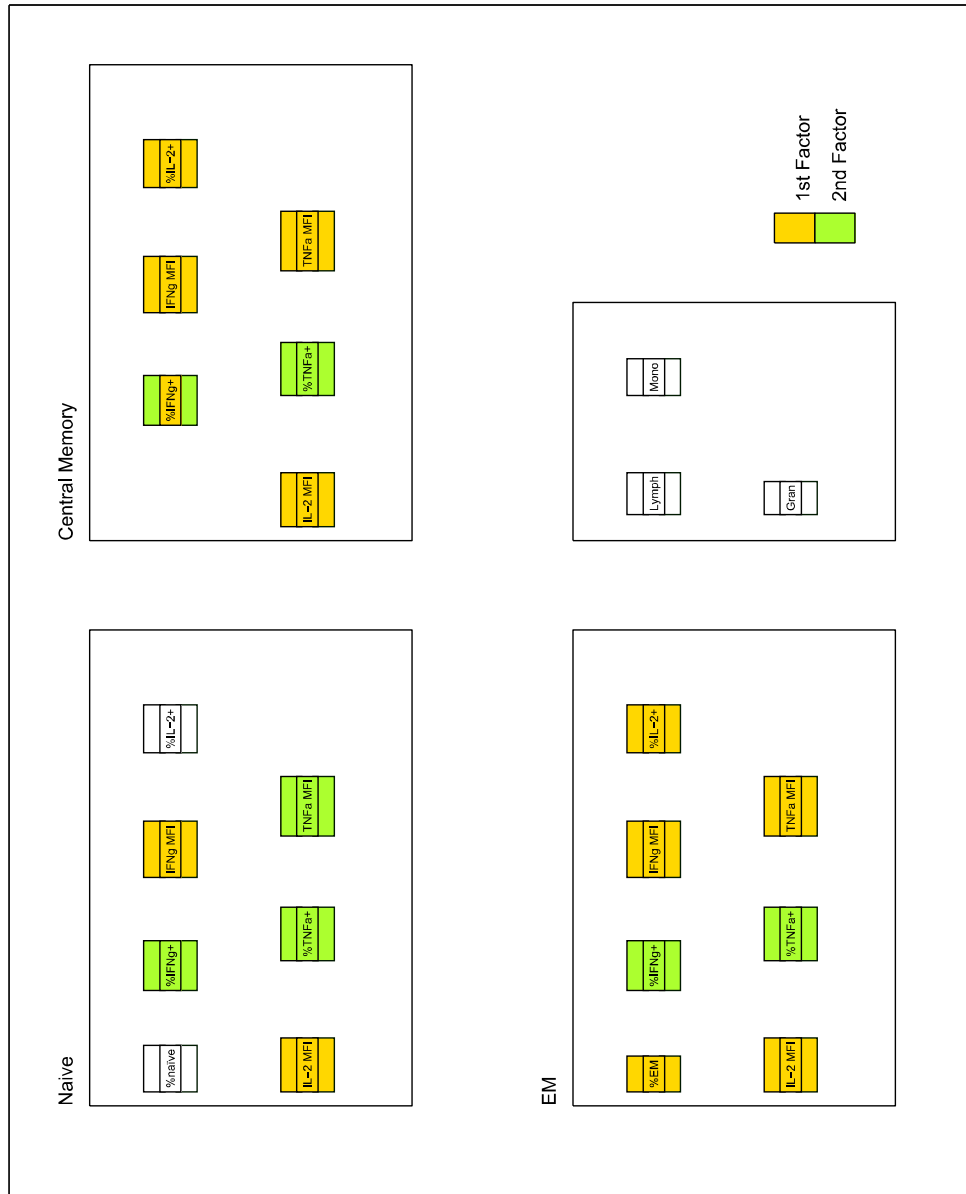 Naive
%naïve
%IFNg+
IFNg MFI
%IL−2+
IL−2 MFI
%TNFa+
TNFa MFI
Central Memory
%IFNg+
IFNg MFI
%IL−2+
IL−2 MFI
%TNFa+
TNFa MFI
EM
%EM
%IFNg+
IFNg MFI
%IL−2+
IL−2 MFI
%TNFa+
TNFa MFI
Lymph
Mono
Gran
1st Factor
2nd Factor